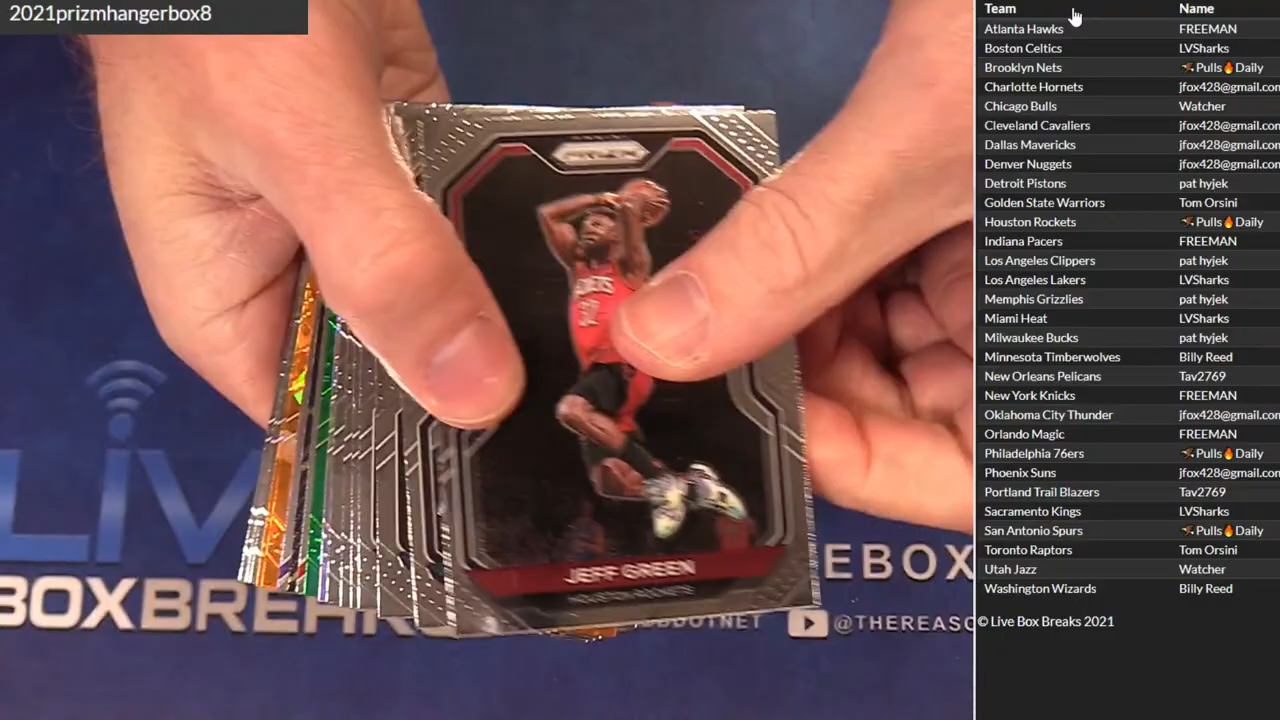 2021prizmhangerbox8
PRIZM
JEFF GREEN
HOUSTON ROCKETS
LIV
BOXBREAK
EBOX
DOTNET
@THEREASO
Team Name
Atlanta Hawks FREEMAN
Boston Celtics LVSharks
Brooklyn Nets Pulls🔥Daily
Charlotte Hornets jfox428@gmail.com
Chicago Bulls Watcher
Cleveland Cavaliers jfox428@gmail.com
Dallas Mavericks jfox428@gmail.com
Denver Nuggets jfox428@gmail.com
Detroit Pistons pat hyjek
Golden State Warriors Tom Orsini
Houston Rockets Pulls🔥Daily
Indiana Pacers FREEMAN
Los Angeles Clippers pat hyjek
Los Angeles Lakers LVSharks
Memphis Grizzlies pat hyjek
Miami Heat LVSharks
Milwaukee Bucks pat hyjek
Minnesota Timberwolves Billy Reed
New Orleans Pelicans Tav2769
New York Knicks FREEMAN
Oklahoma City Thunder jfox428@gmail.com
Orlando Magic FREEMAN
Philadelphia 76ers Pulls🔥Daily
Phoenix Suns jfox428@gmail.com
Portland Trail Blazers Tav2769
Sacramento Kings LVSharks
San Antonio Spurs Pulls🔥Daily
Toronto Raptors Tom Orsini
Utah Jazz Watcher
Washington Wizards Billy Reed
© Live Box Breaks 2021